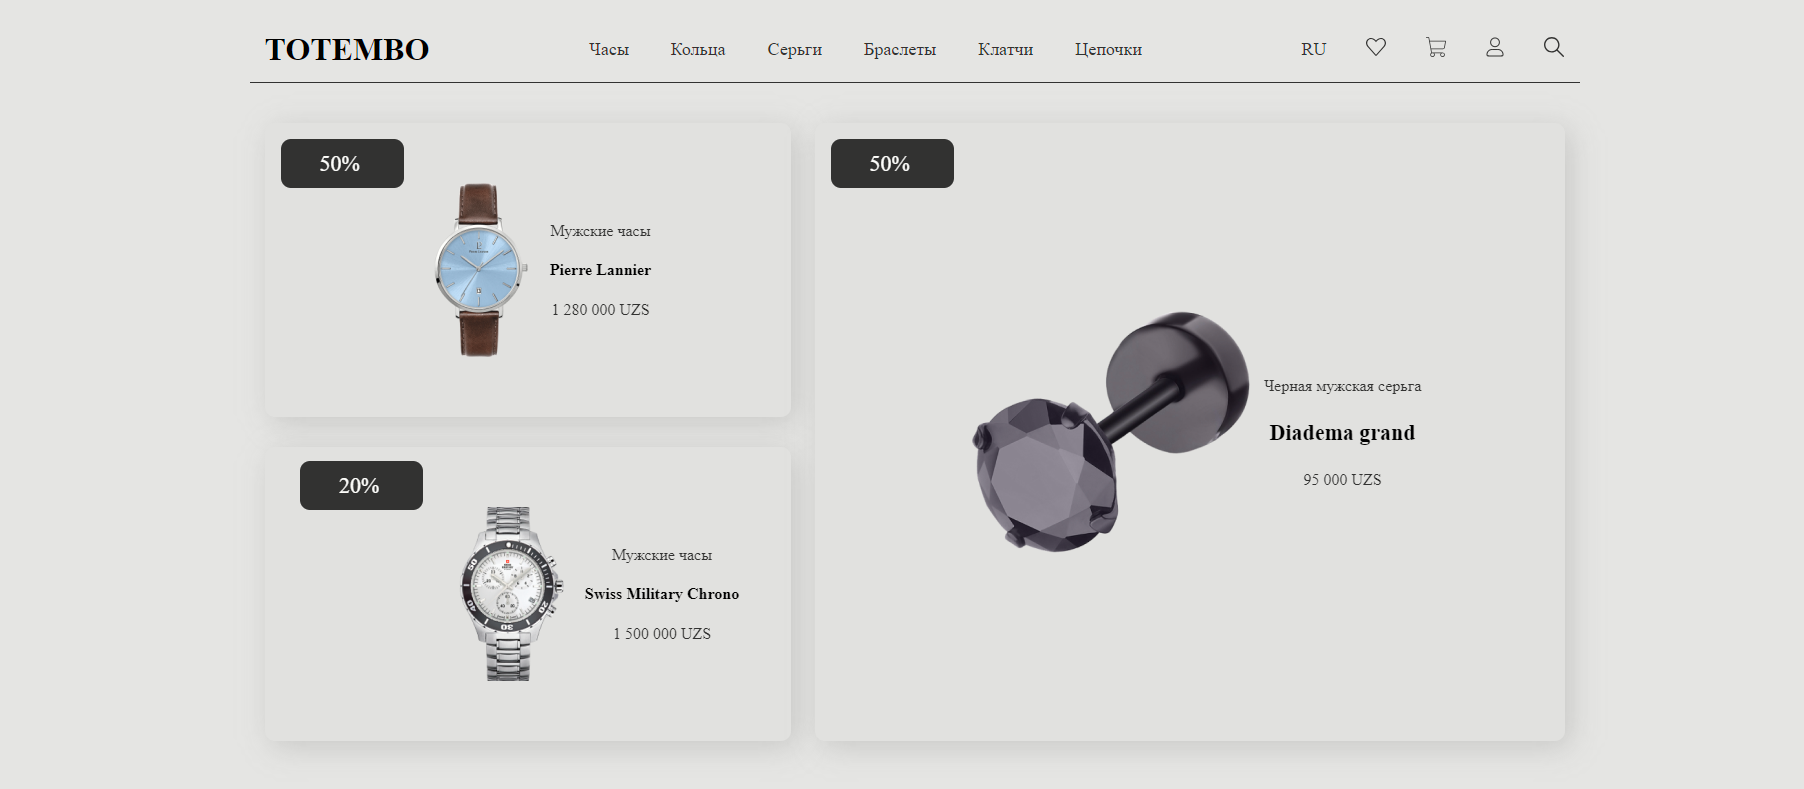 TOTEMBO
Часы Кольца Серьги Браслеты Клатчи Цепочки RU
50%
Мужские часы
Pierre Lannier
1 280 000 UZS
20%
Мужские часы
Swiss Military Chrono
1 500 000 UZS
50%
Черная мужская серьга
Diadema grand
95 000 UZS